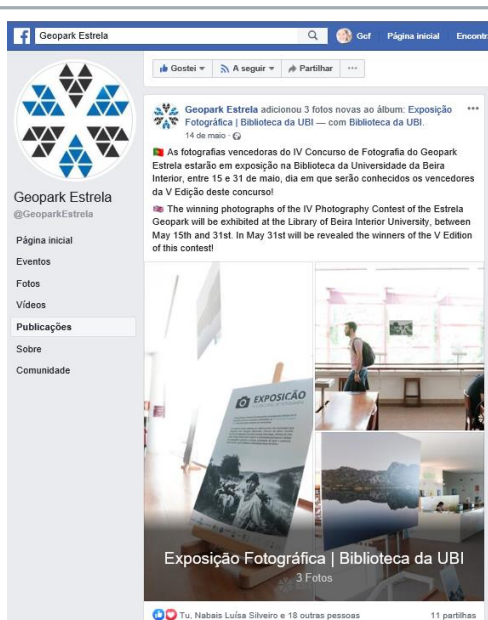 Geopark Estrela
Gcf
Página inicial
Encontr
Gostei
A seguir
Partilhar
Geopark Estrela
@GeoparkEstrela
Página inicial
Eventos
Fotos
Vídeos
Publicações
Sobre
Comunidade
Geopark Estrela adicionou 3 fotos novas ao álbum: Exposição
Fotográfica | Biblioteca da UBI — com Biblioteca da UBI.
14 de maio ·
As fotografias vencedoras do IV Concurso de Fotografia do Geopark
Estrela estarão em exposição na Biblioteca da Universidade da Beira
Interior, entre 15 e 31 de maio, dia em que serão conhecidos os vencedores
da V Edição deste concurso!
The winning photographs of the IV Photography Contest of the Estrela
Geopark will be exhibited at the Library of Beira Interior University, between
May 15th and 31st. In May 31st will be revealed the winners of the V Edition
of this contest!
EXPOSIÇÃO
Exposição Fotográfica | Biblioteca da UBI
3 Fotos
Tu, Nabais Luísa Silveiro e 18 outras pessoas
11 partilhas